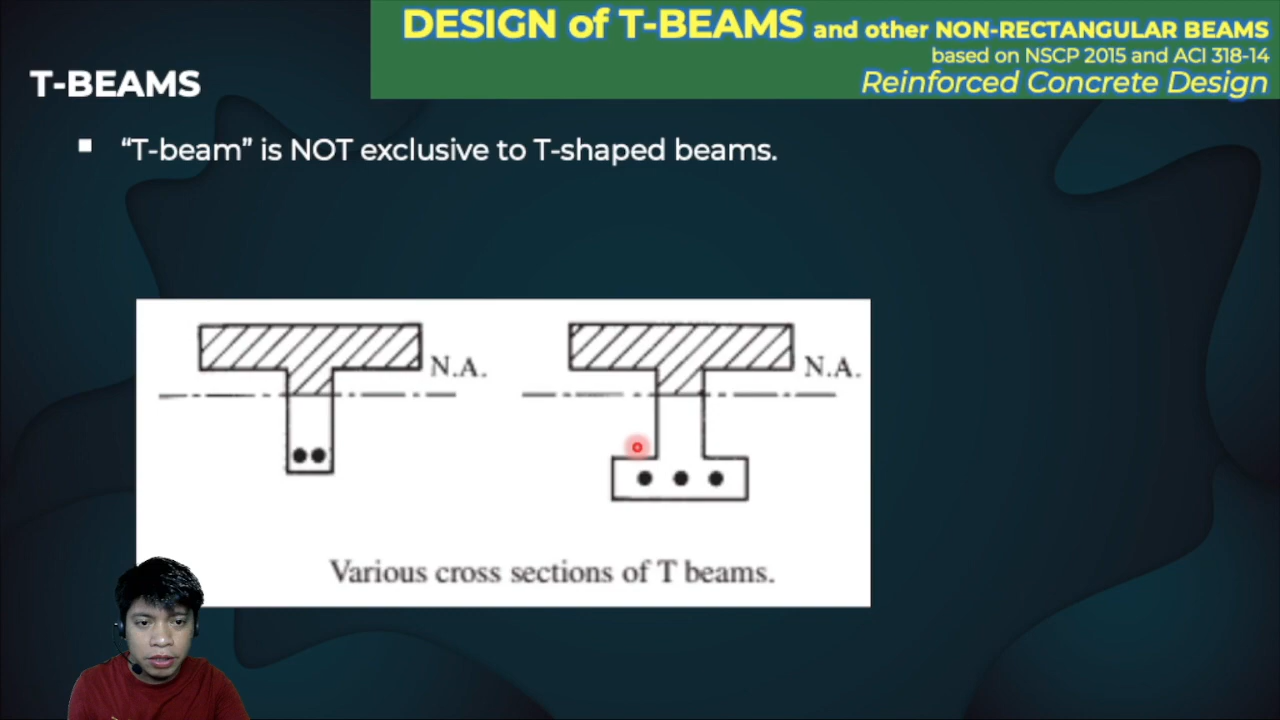 DESIGN of T-BEAMS and other NON-RECTANGULAR BEAMS
based on NSCP 2015 and ACI 318-14
Reinforced Concrete Design
T-BEAMS
“T-beam” is NOT exclusive to T-shaped beams.
N.A.
N.A.
Various cross sections of T beams.